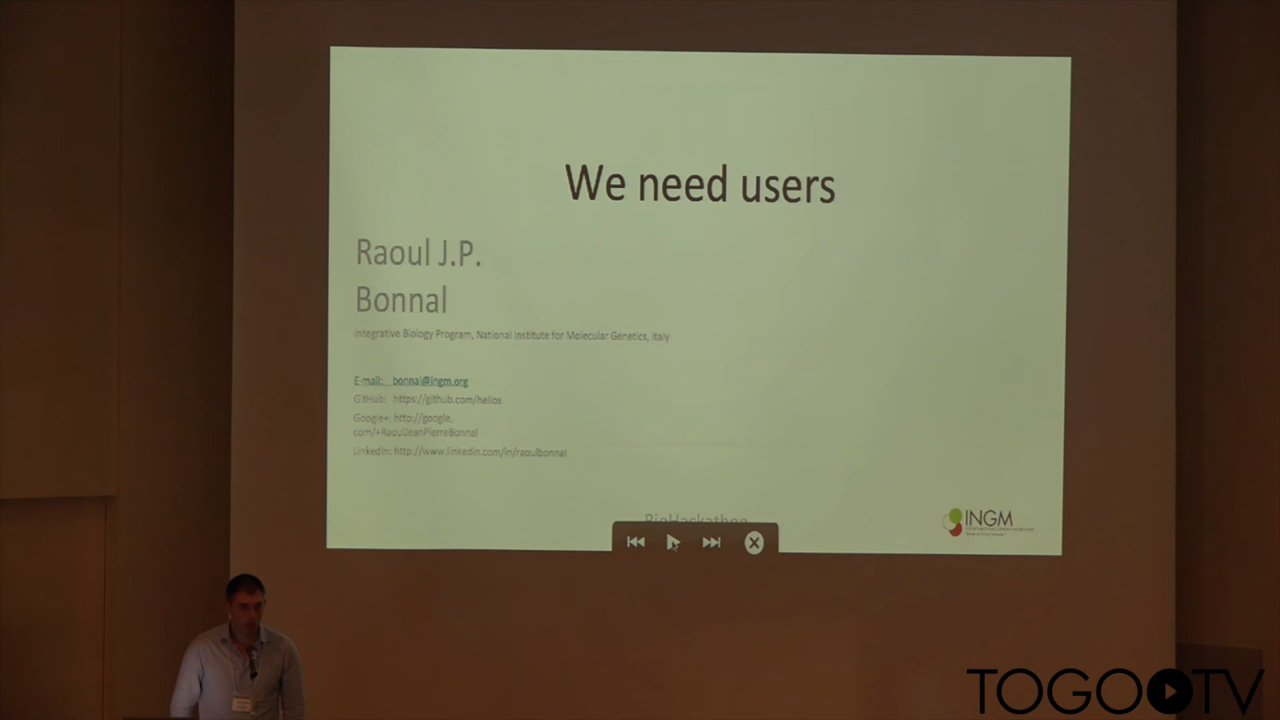 We need users
Raoul J.P.
Bonnal
Integrative Biology Program, National Institute for Molecular Genetics, Italy
E-mail: bonnal@ingm.org
GitHub: https://github.com/helios
Google+: http://google.
com/+RaoulJeanPierreBonnal
LinkedIn: http://www.linkedin.com/in/raoulbonnal
BioHackathon
INGM
TOGOTV